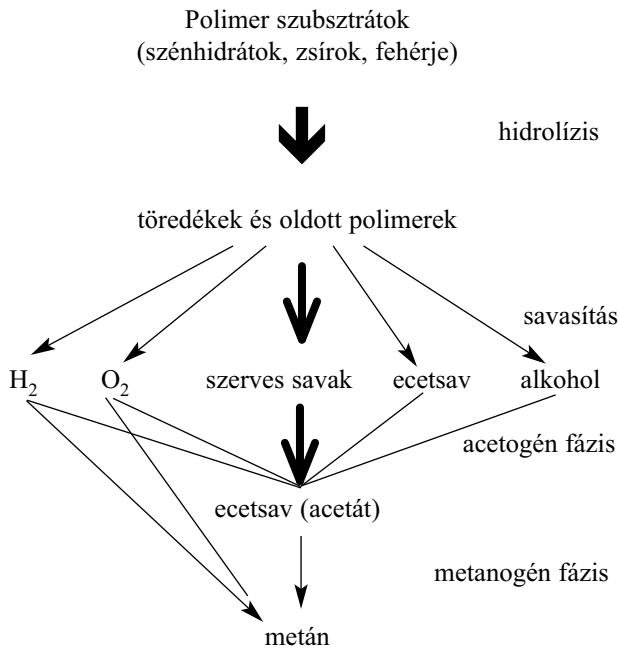 Polimer szubsztrátok
(szénhidrátok, zsírok, fehérje)
hidrolízis
töredékek és oldott polimerek
savasítás
H₂ O₂ szerves savak ecetsav alkohol
acetogén fázis
ecetsav (acetát)
metanogén fázis
metán